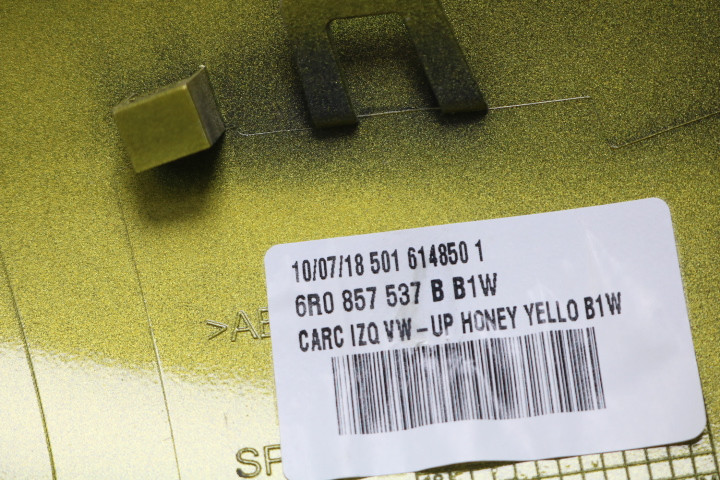 10/07/18 501 614850 1
6R0 857 537 B B1W
CARC IZQ VW-UP HONEY YELLO B1W